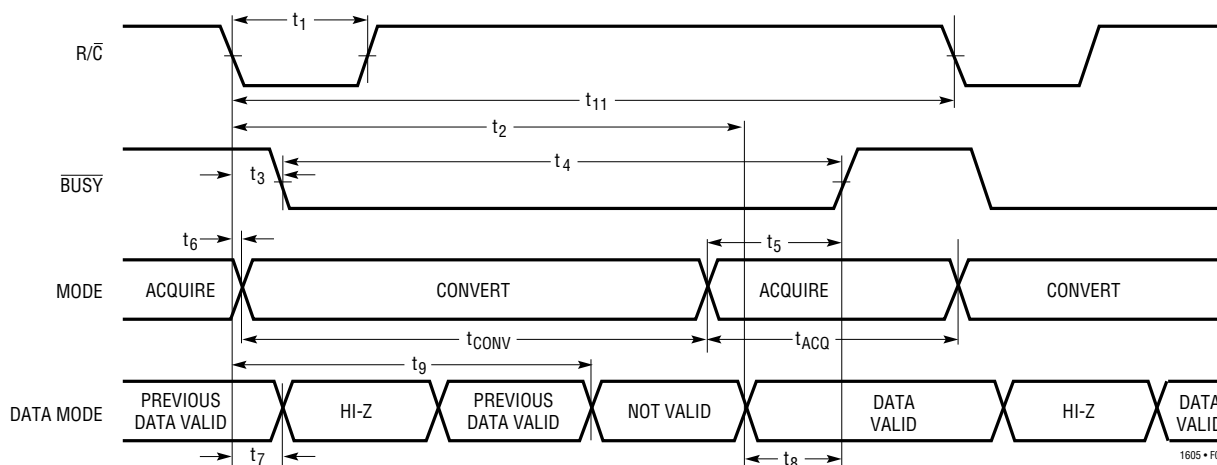 t1
R/C̅
t11
t2
t4
t3
B̅U̅S̅Y̅
t6
t5
MODE
ACQUIRE
CONVERT
ACQUIRE
CONVERT
tCONV
tACQ
t9
DATA MODE
PREVIOUS
DATA VALID
HI-Z
PREVIOUS
DATA VALID
NOT VALID
DATA
VALID
HI-Z
DATA
VALID
t7
t8
1605 • F